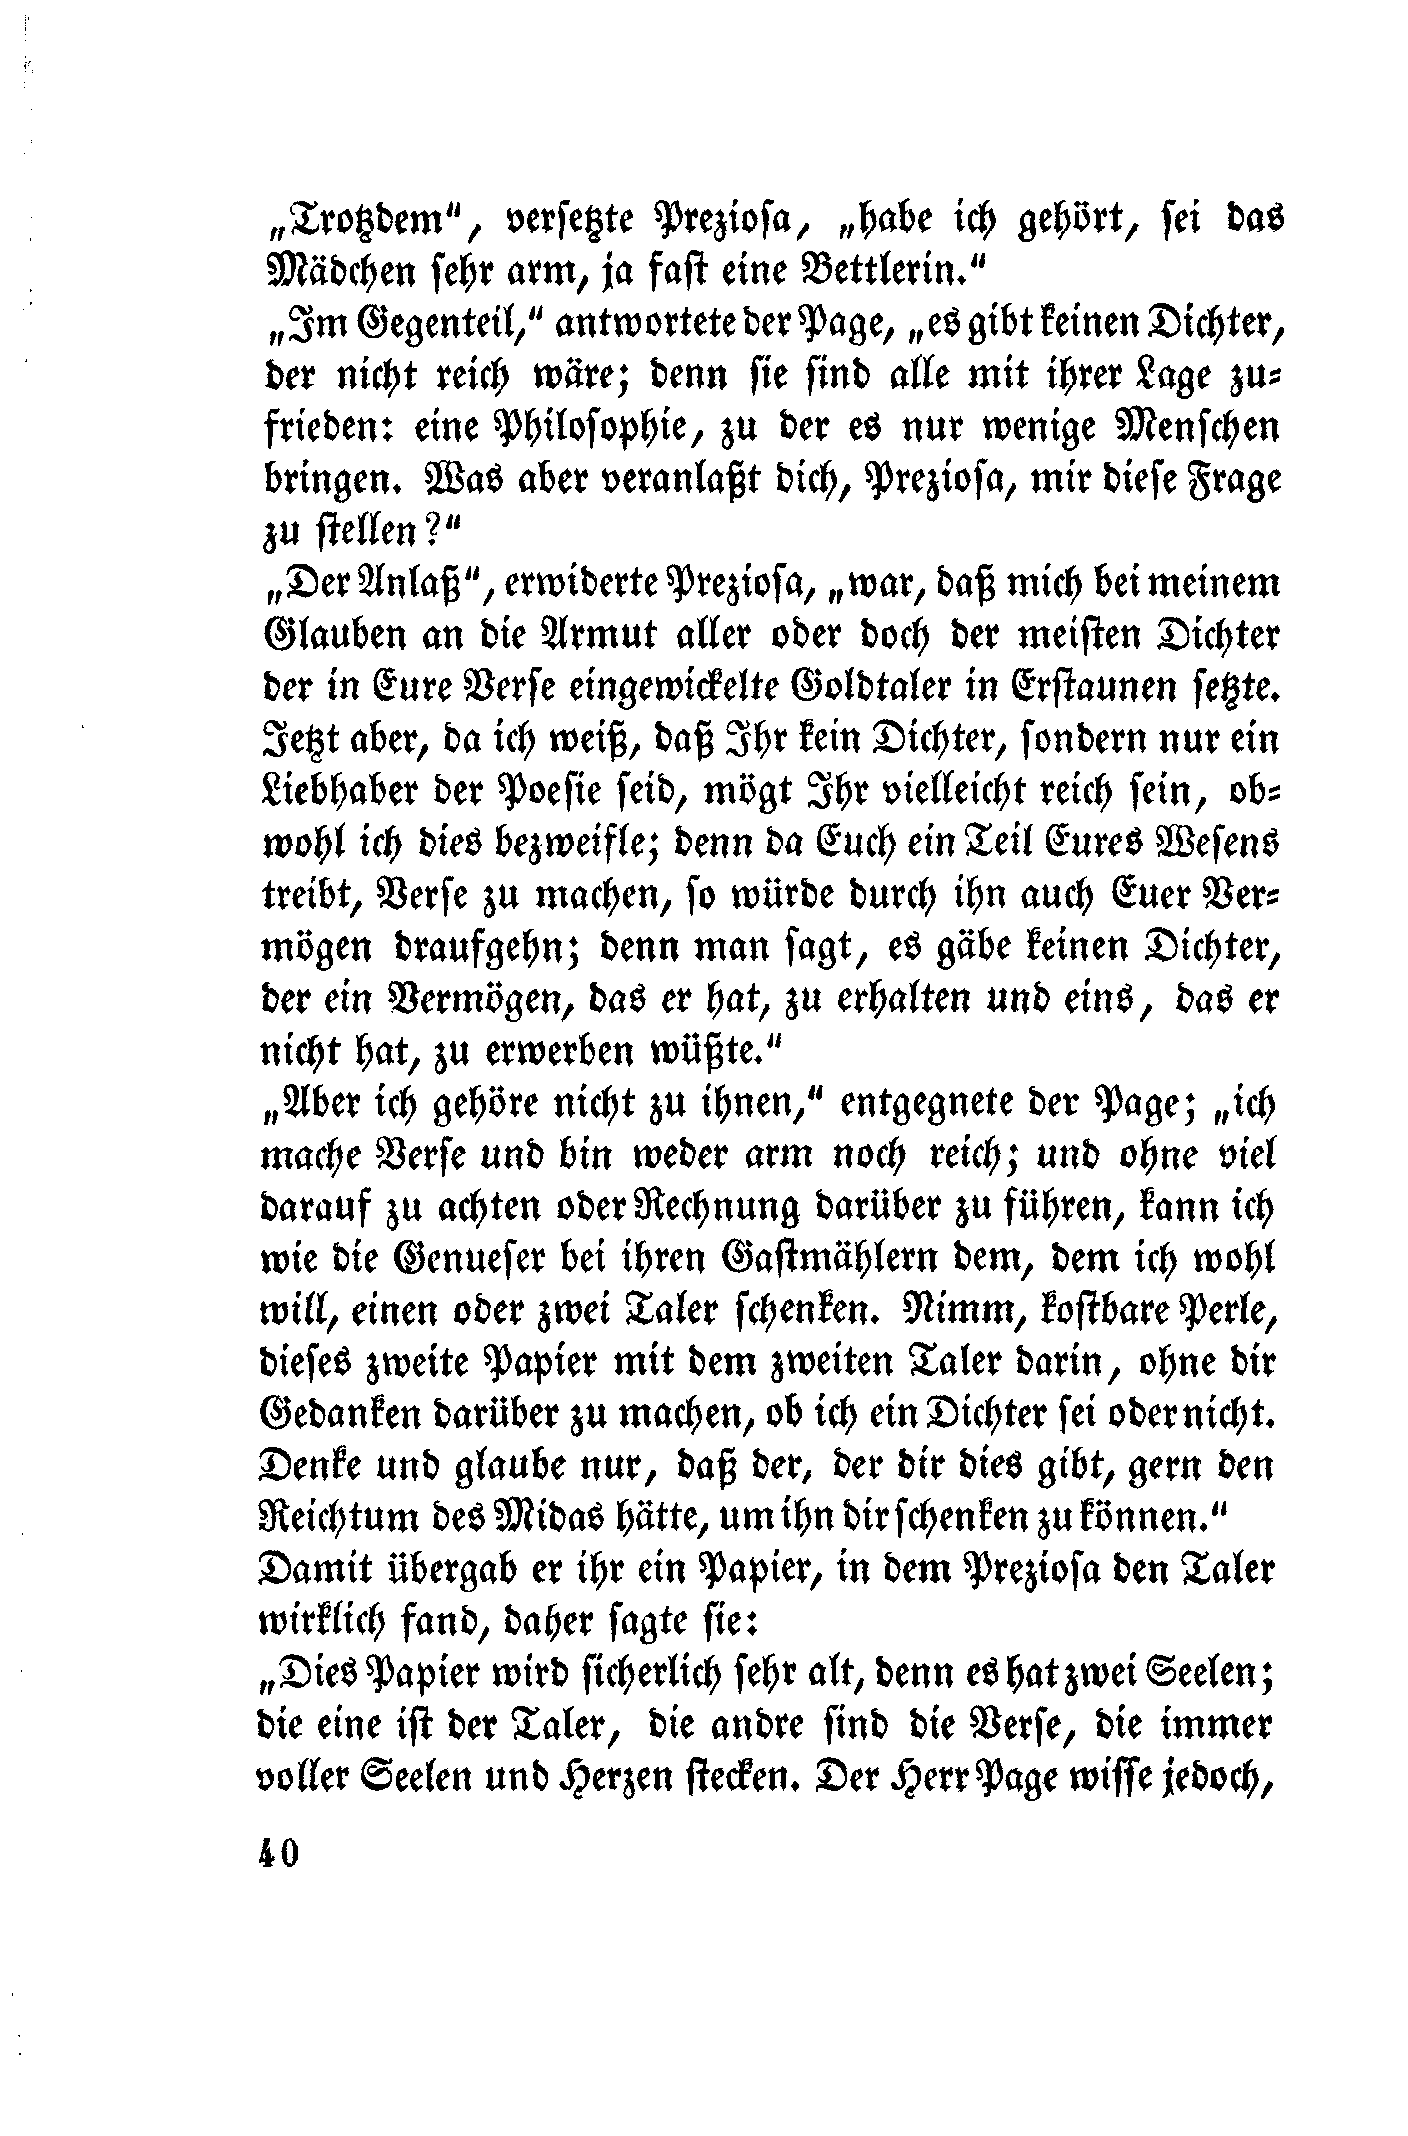 „Trotzdem“, versetzte Preziosa, „habe ich gehört, sei das
Mädchen sehr arm, ja fast eine Bettlerin.“
„Im Gegenteil,“ antwortete der Page, „es gibt keinen Dichter,
der nicht reich wäre; denn sie sind alle mit ihrer Lage zu-
frieden: eine Philosophie, zu der es nur wenige Menschen
bringen. Was aber veranlaßt dich, Preziosa, mir diese Frage
zu stellen?“
„Der Anlaß“, erwiderte Preziosa, „war, daß mich bei meinem
Glauben an die Armut aller oder doch der meisten Dichter
der in Eure Verse eingewickelte Goldtaler in Erstaunen setzte.
Jetzt aber, da ich weiß, daß Ihr kein Dichter, sondern nur ein
Liebhaber der Poesie seid, mögt Ihr vielleicht reich sein, ob-
wohl ich dies bezweifle; denn da Euch ein Teil Eures Wesens
treibt, Verse zu machen, so würde durch ihn auch Euer Ver-
mögen draufgehn; denn man sagt, es gäbe keinen Dichter,
der ein Vermögen, das er hat, zu erhalten und eins, das er
nicht hat, zu erwerben wüßte.“
„Aber ich gehöre nicht zu ihnen,“ entgegnete der Page; „ich
mache Verse und bin weder arm noch reich; und ohne viel
darauf zu achten oder Rechnung darüber zu führen, kann ich
wie die Genueser bei ihren Gastmählern dem, dem ich wohl
will, einen oder zwei Taler schenken. Nimm, kostbare Perle,
dieses zweite Papier mit dem zweiten Taler darin, ohne dir
Gedanken darüber zu machen, ob ich ein Dichter sei oder nicht.
Denke und glaube nur, daß der, der dir dies gibt, gern den
Reichtum des Midas hätte, um ihn dir schenken zu können.“
Damit übergab er ihr ein Papier, in dem Preziosa den Taler
wirklich fand, daher sagte sie:
„Dies Papier wird sicherlich sehr alt, denn es hat zwei Seelen;
die eine ist der Taler, die andre sind die Verse, die immer
voller Seelen und Herzen stecken. Der Herr Page wisse jedoch,
40